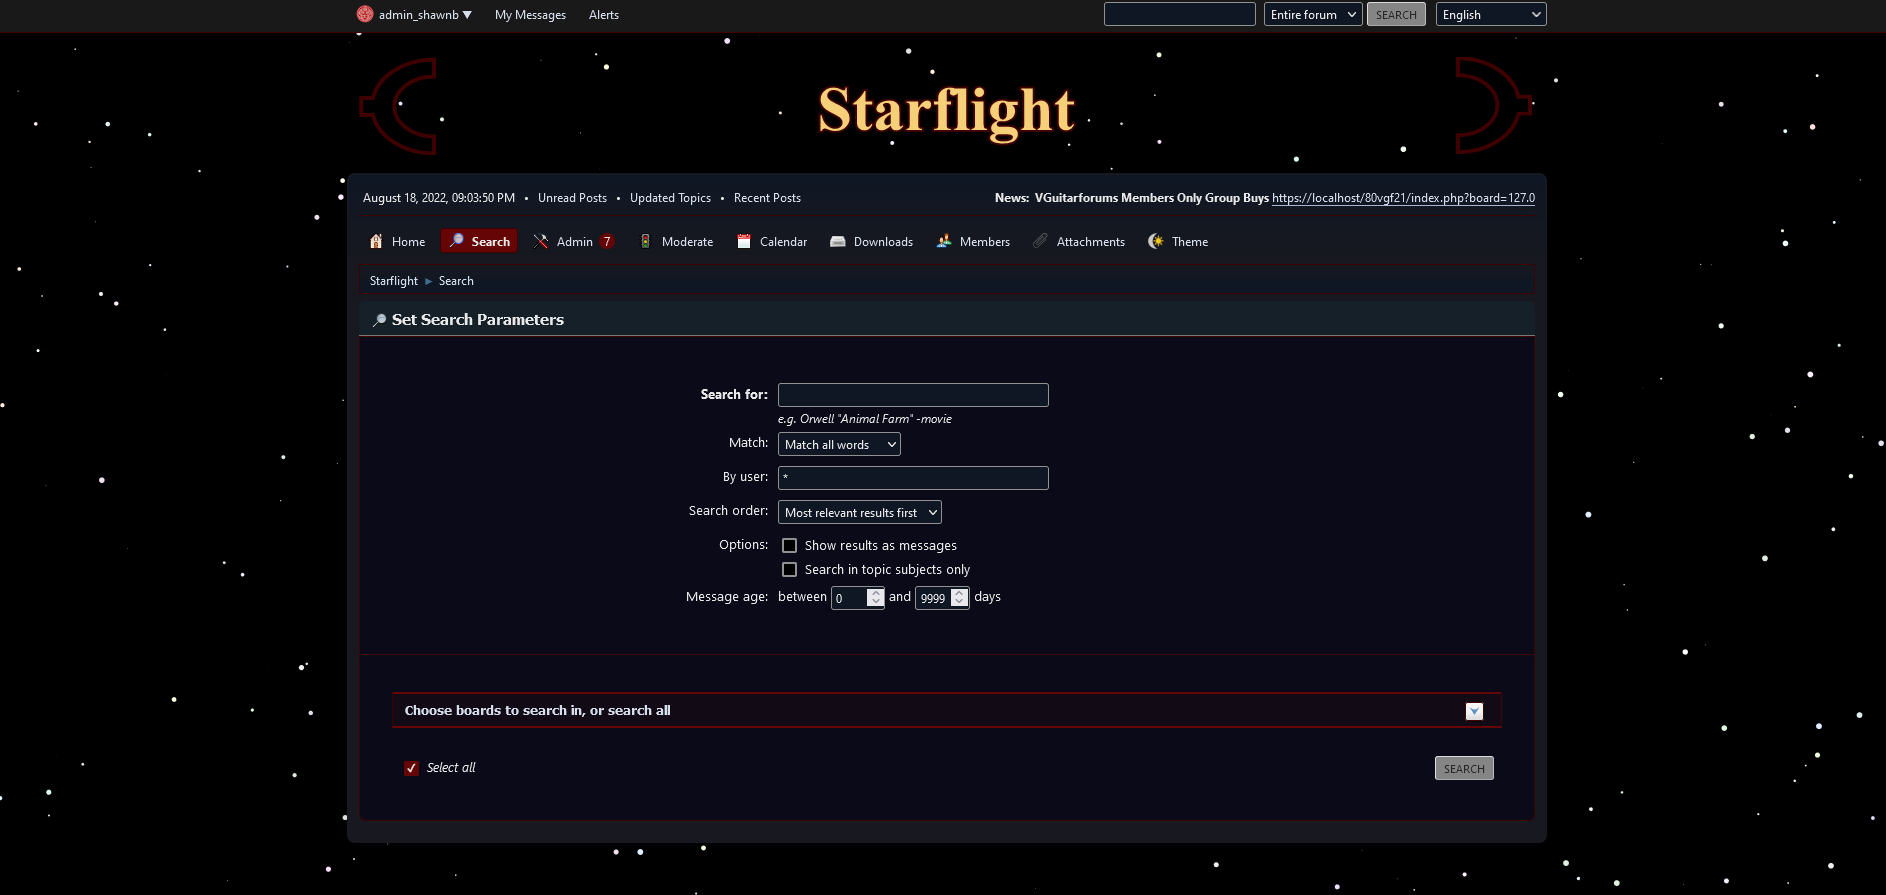 admin_shawnb ▼ My Messages Alerts Entire forum SEARCH English
Starflight
August 18, 2022, 09:03:50 PM • Unread Posts • Updated Topics • Recent Posts News: VGuitarforums Members Only Group Buys https://localhost/80vgf21/index.php?board=127.0
Home Search Admin 7 Moderate Calendar Downloads Members Attachments Theme
Starflight ► Search
Set Search Parameters
Search for:
e.g. Orwell "Animal Farm" -movie
Match: Match all words
By user: *
Search order: Most relevant results first
Options: Show results as messages
Search in topic subjects only
Message age: between 0 and 9999 days
Choose boards to search in, or search all
Select all SEARCH